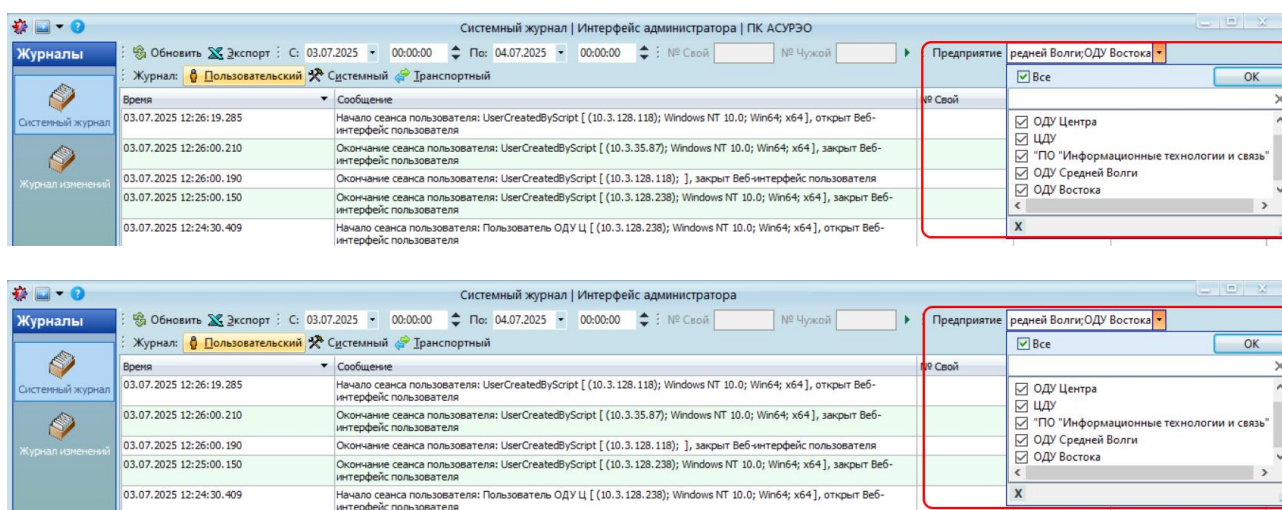 Системный журнал | Интерфейс администратора | ПК АСУРЭО
Журналы
Обновить Экспорт С: 03.07.2025 00:00:00 По: 04.07.2025 00:00:00 № Свой № Чужой Предприятие редней Волги;ОДУ Востока
Журнал: Пользовательский Системный Транспортный
Все OK
Время Сообщение № Свой
03.07.2025 12:26:19.285 Начало сеанса пользователя: UserCreatedByScript [ (10.3.128.118); Windows NT 10.0; Win64; x64 ], открыт Веб-
интерфейс пользователя
Системный журнал
ОДУ Центра
03.07.2025 12:26:00.210 Окончание сеанса пользователя: UserCreatedByScript [ (10.3.35.87); Windows NT 10.0; Win64; x64 ], закрыт Веб-
интерфейс пользователя
ЦДУ
"ПО "Информационные технологии и связь"
03.07.2025 12:26:00.190 Окончание сеанса пользователя: UserCreatedByScript [ (10.3.128.118); ], закрыт Веб-интерфейс пользователя
Журнал изменений
ОДУ Средней Волги
03.07.2025 12:25:00.150 Окончание сеанса пользователя: UserCreatedByScript [ (10.3.128.238); Windows NT 10.0; Win64; x64 ], закрыт Веб-
интерфейс пользователя
ОДУ Востока
03.07.2025 12:24:30.409 Начало сеанса пользователя: Пользователь ОДУ Ц [ (10.3.128.238); Windows NT 10.0; Win64; x64 ], открыт Веб-
интерфейс пользователя
X
Системный журнал | Интерфейс администратора
Журналы
Обновить Экспорт С: 03.07.2025 00:00:00 По: 04.07.2025 00:00:00 № Свой № Чужой Предприятие редней Волги;ОДУ Востока
Журнал: Пользовательский Системный Транспортный
Все OK
Время Сообщение № Свой
03.07.2025 12:26:19.285 Начало сеанса пользователя: UserCreatedByScript [ (10.3.128.118); Windows NT 10.0; Win64; x64 ], открыт Веб-
интерфейс пользователя
Системный журнал
ОДУ Центра
03.07.2025 12:26:00.210 Окончание сеанса пользователя: UserCreatedByScript [ (10.3.35.87); Windows NT 10.0; Win64; x64 ], закрыт Веб-
интерфейс пользователя
ЦДУ
"ПО "Информационные технологии и связь"
03.07.2025 12:26:00.190 Окончание сеанса пользователя: UserCreatedByScript [ (10.3.128.118); ], закрыт Веб-интерфейс пользователя
Журнал изменений
ОДУ Средней Волги
03.07.2025 12:25:00.150 Окончание сеанса пользователя: UserCreatedByScript [ (10.3.128.238); Windows NT 10.0; Win64; x64 ], закрыт Веб-
интерфейс пользователя
ОДУ Востока
03.07.2025 12:24:30.409 Начало сеанса пользователя: Пользователь ОДУ Ц [ (10.3.128.238); Windows NT 10.0; Win64; x64 ], открыт Веб-
интерфейс пользователя
X